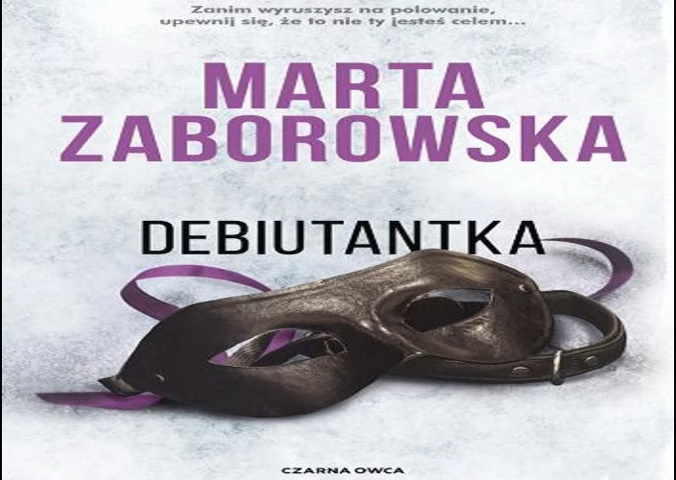 Zanim wyruszysz na polowanie,
upewnij się, że to nie ty jesteś celem...
MARTA
ZABOROWSKA
DEBIUTANTKA
CZARNA OWCA